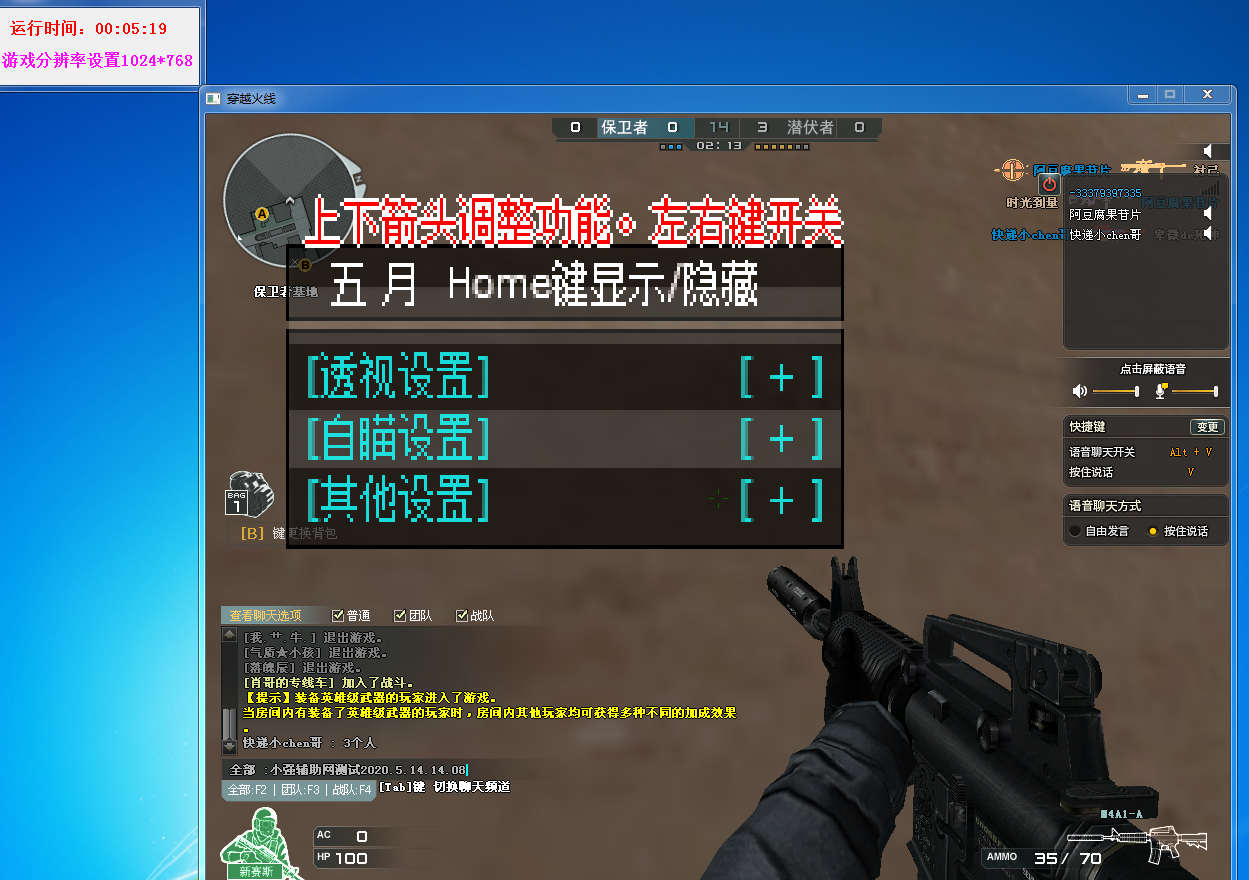 运行时间：00:05:19
游戏分辨率设置1024*768
穿越火线
0 保卫者 0 14 3 潜伏者 0
02:13
A
B
保卫者基地
上下箭头调整功能。左右键开关
五 月 Home键显示/隐藏
[透视设置] [ + ]
[自瞄设置] [ + ]
[其他设置] [ + ]
阿豆腐果苷片
时光到量
-33379397335
阿豆腐果苷片
快递小chen哥
点击屏蔽语音
快捷键 变更
语音聊天开关 Alt + V
按住说话 V
语音聊天方式
自由发言 按住说话
BAG
1
[B] 键更换背包
查看聊天选项 普通 团队 战队
[我.艹.牛.] 退出游戏。
[气质★小孩] 退出游戏。
[落魄辰] 退出游戏。
[肖哥的专线车] 加入了战斗。
【提示】装备英雄级武器的玩家进入了游戏。
当房间内有装备了英雄级武器的玩家时，房间内其他玩家均可获得多种不同的加成效果
。
快递小chen哥 : 3个人
全部 :小强辅助网测试2020.5.14.14.08
全部:F2 | 团队:F3 | 战队:F4 [Tab]键 切换聊天频道
AC 0
HP 100
新赛斯
M4A1-A
AMMO 35/ 70